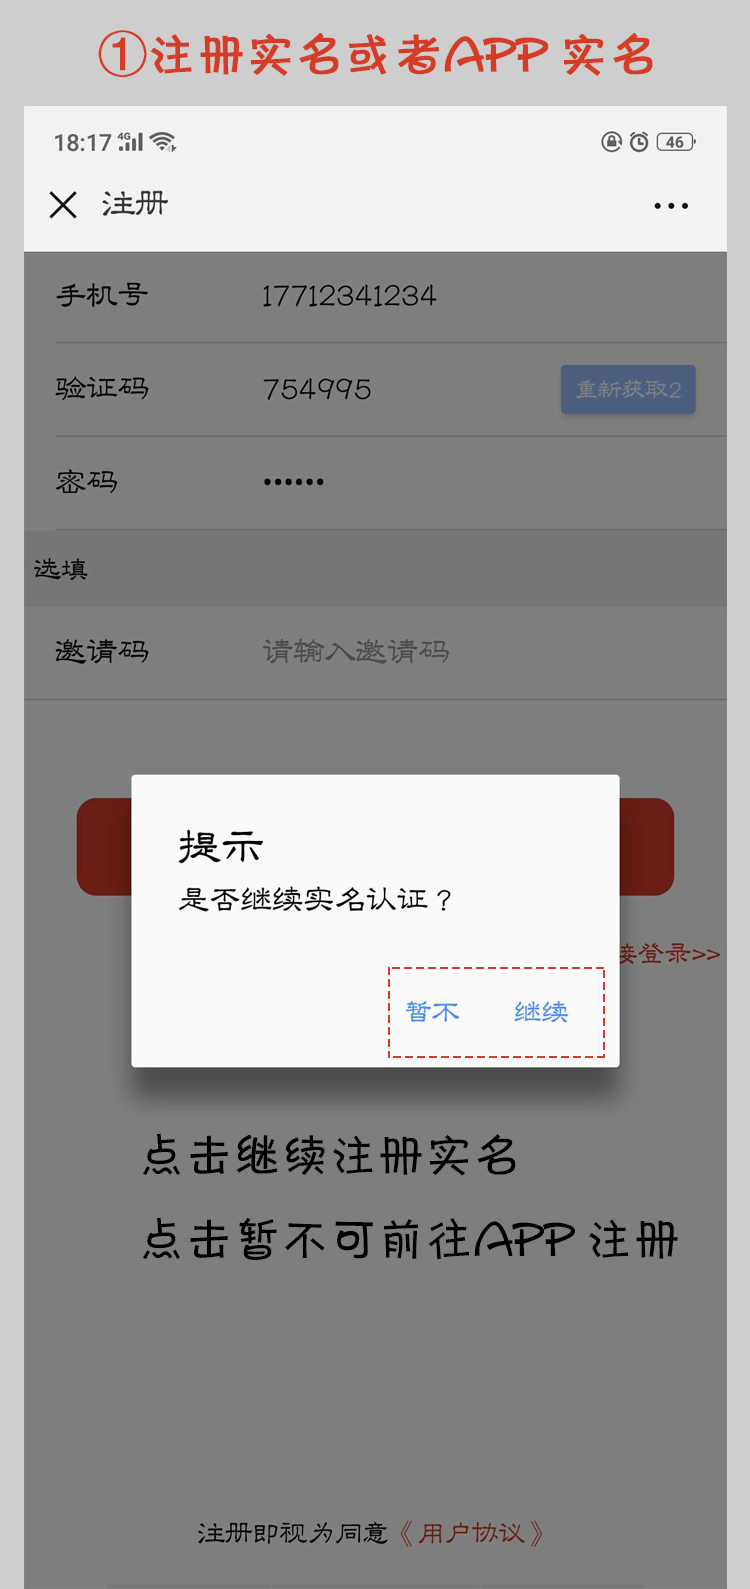 ①注册实名或者APP实名
18:17 4G 46
注册
手机号 17712341234
验证码 754995 重新获取2
密码 ••••••
选填
邀请码 请输入邀请码
提示
是否继续实名认证？
接登录>>
暂不 继续
点击继续注册实名
点击暂不可前往APP注册
注册即视为同意《用户协议》